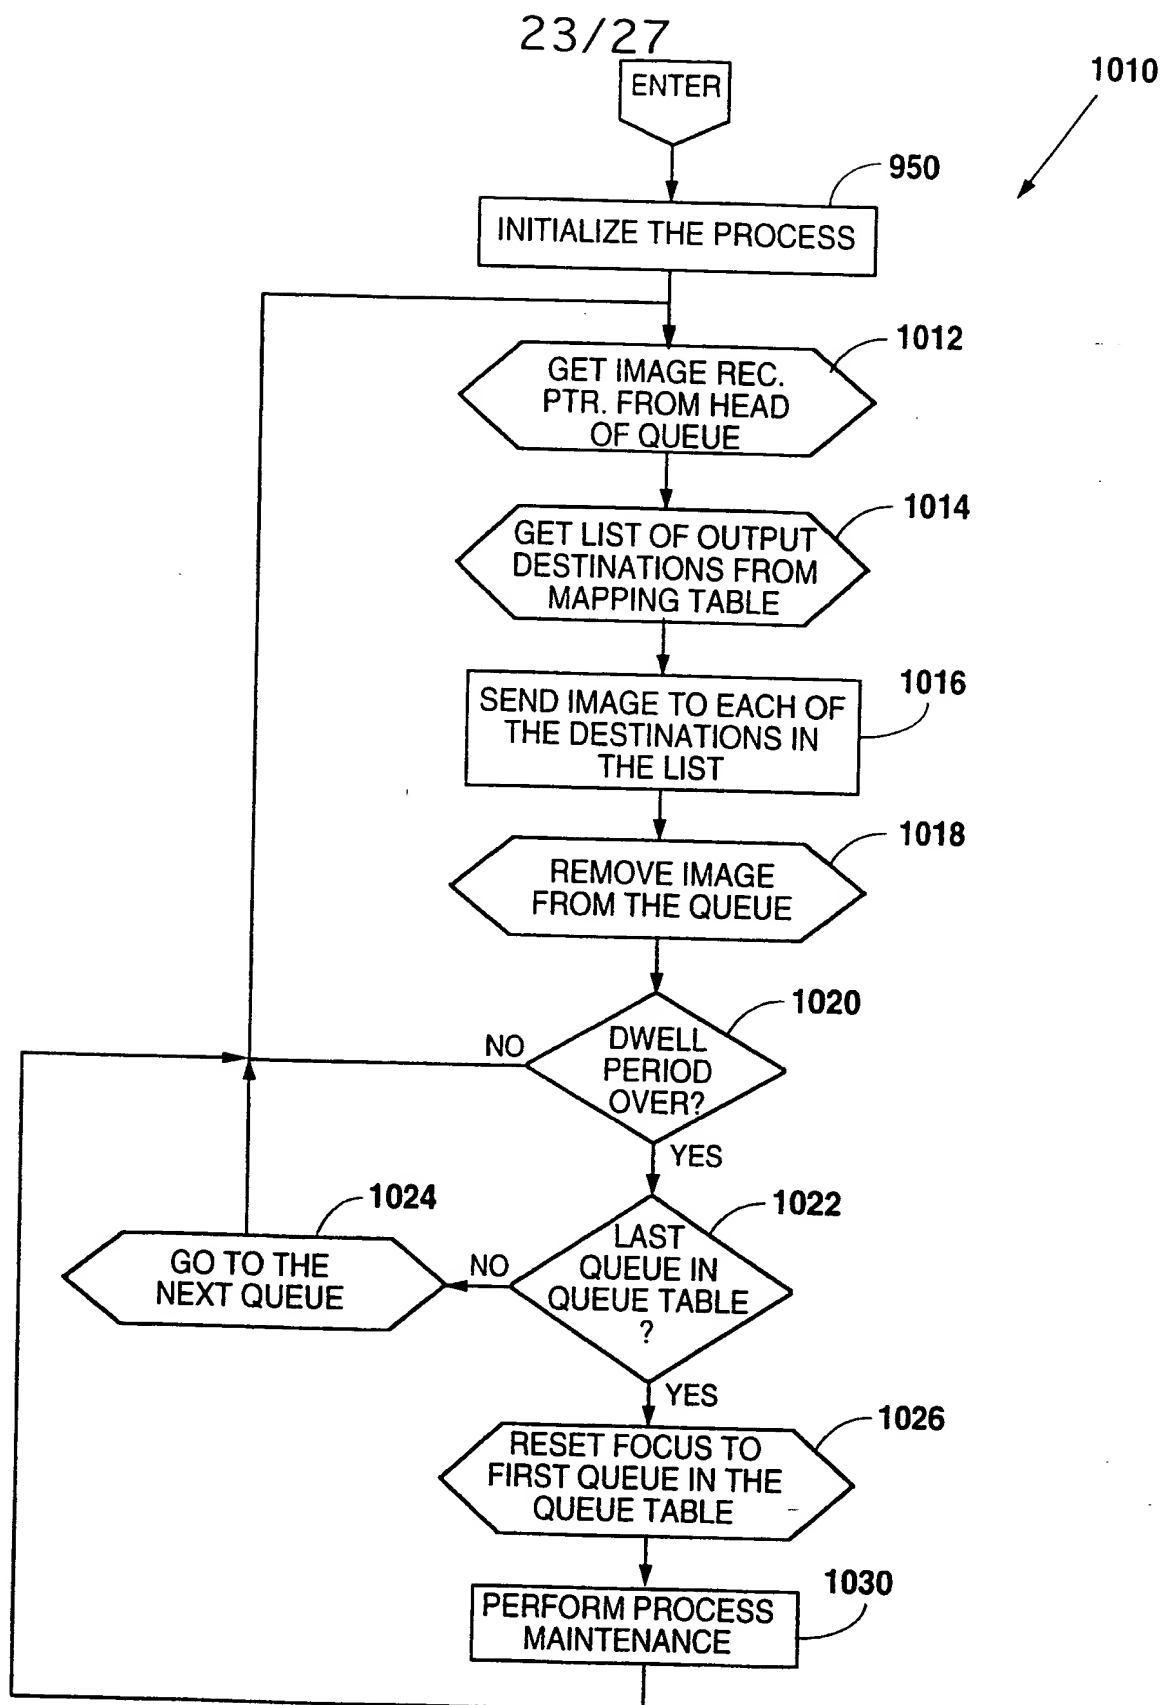 23/27
ENTER
1010
950
INITIALIZE THE PROCESS
1012
GET IMAGE REC.
PTR. FROM HEAD
OF QUEUE
1014
GET LIST OF OUTPUT
DESTINATIONS FROM
MAPPING TABLE
1016
SEND IMAGE TO EACH OF
THE DESTINATIONS IN
THE LIST
1018
REMOVE IMAGE
FROM THE QUEUE
1020
NO
DWELL
PERIOD
OVER?
YES
1024
GO TO THE
NEXT QUEUE
1022
NO
LAST
QUEUE IN
QUEUE TABLE
?
YES
1026
RESET FOCUS TO
FIRST QUEUE IN THE
QUEUE TABLE
1030
PERFORM PROCESS
MAINTENANCE